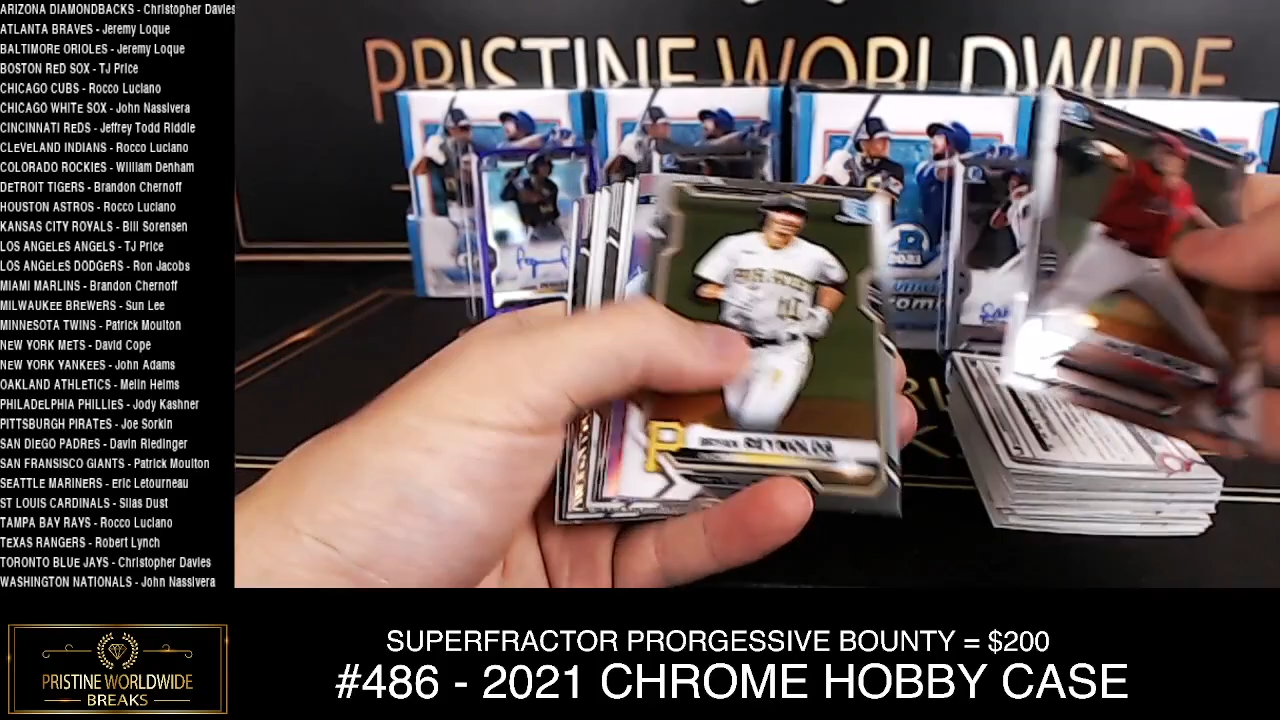 ARIZONA DIAMONDBACKS - Christopher Davies
ATLANTA BRAVES - Jeremy Loque
BALTIMORE ORIOLES - Jeremy Loque
BOSTON RED SOX - TJ Price
CHICAGO CUBS - Rocco Luciano
CHICAGO WHITE SOX - John Nassivera
CINCINNATI REDS - Jeffrey Todd Riddle
CLEVELAND INDIANS - Rocco Luciano
COLORADO ROCKIES - William Denham
DETROIT TIGERS - Brandon Chernoff
HOUSTON ASTROS - Rocco Luciano
KANSAS CITY ROYALS - Bill Sorensen
LOS ANGELES ANGELS - TJ Price
LOS ANGELES DODGERS - Ron Jacobs
MIAMI MARLINS - Brandon Chernoff
MILWAUKEE BREWERS - Sun Lee
MINNESOTA TWINS - Patrick Moulton
NEW YORK METS - David Cope
NEW YORK YANKEES - John Adams
OAKLAND ATHLETICS - Melin Heims
PHILADELPHIA PHILLIES - Jody Kashner
PITTSBURGH PIRATES - Joe Sorkin
SAN DIEGO PADRES - Davin Riedinger
SAN FRANSISCO GIANTS - Patrick Moulton
SEATTLE MARINERS - Eric Letourneau
ST LOUIS CARDINALS - Silas Dust
TAMPA BAY RAYS - Rocco Luciano
TEXAS RANGERS - Robert Lynch
TORONTO BLUE JAYS - Christopher Davies
WASHINGTON NATIONALS - John Nassivera
PRISTINE WORLDWIDE
2021
P
PRISTINE WORLDWIDE
BREAKS
SUPERFRACTOR PRORGESSIVE BOUNTY = $200
#486 - 2021 CHROME HOBBY CASE